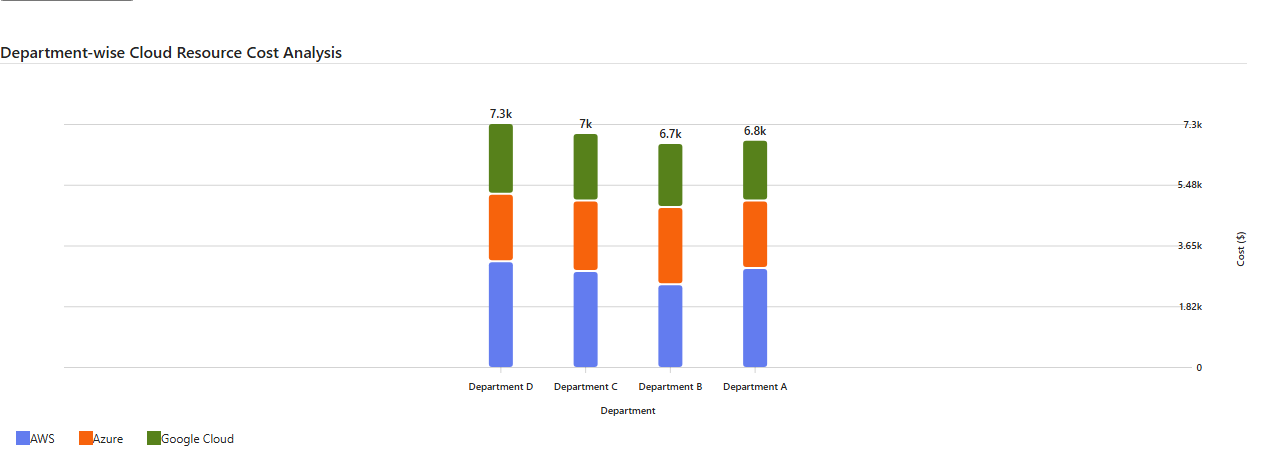 Department-wise Cloud Resource Cost Analysis
7.3k
7k
6.7k
6.8k
7.3k
5.48k
3.65k
1.82k
0
Cost ($)
Department D
Department C
Department B
Department A
Department
AWS
Azure
Google Cloud